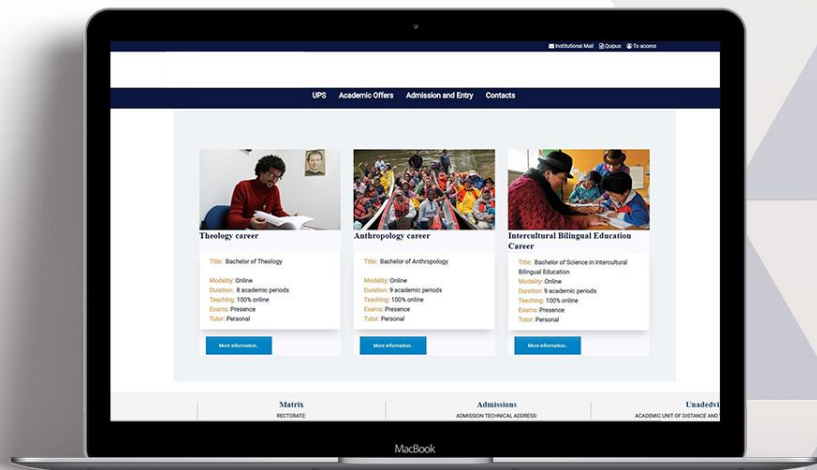 Institutional Mail Quipus To access
UPS Academic Offers Admission and Entry Contacts
Theology career
Title: Bachelor of Theology
Modality: Online
Duration: 8 academic periods
Teaching: 100% online
Exams: Presence
Tutor: Personal
More information.
Anthropology career
Title: Bachelor of Anthropology
Modality: Online
Duration: 9 academic periods
Teaching: 100% online
Exams: Presence
Tutor: Personal
More information.
Intercultural Bilingual Education
Career
Title: Bachelor of Science in Intercultural
Bilingual Education
Modality: Online
Duration: 9 academic periods
Teaching: 100% online
Exams: Presence
Tutor: Personal
More information.
Matrix
RECTORATE:
Admissions
ADMISSION TECHNICAL ADDRESS:
Unadedvi
ACADEMIC UNIT OF DISTANCE AND
MacBook